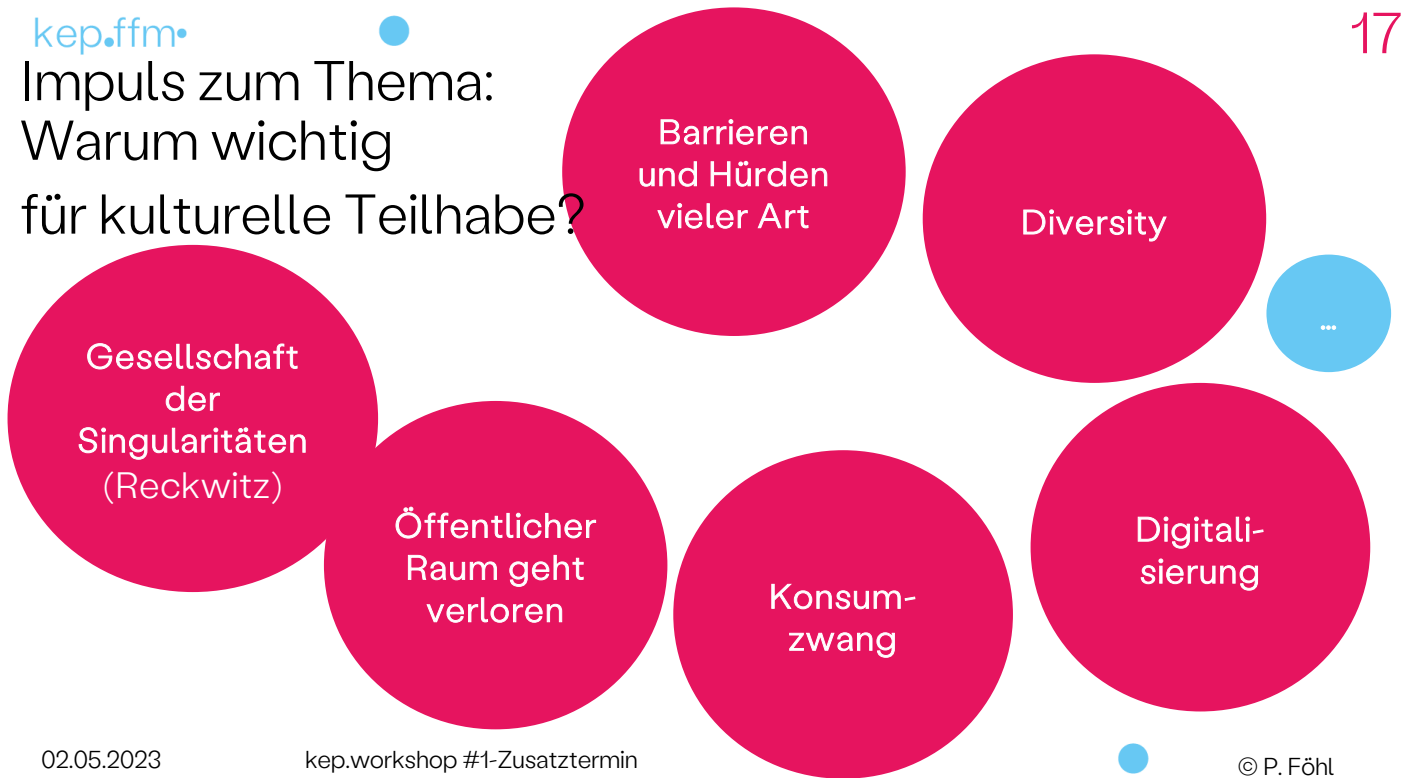 kep.ffm
17
Impuls zum Thema:
Warum wichtig
für kulturelle Teilhabe?
Barrieren
und Hürden
vieler Art
Diversity
...
Gesellschaft
der
Singularitäten
(Reckwitz)
Öffentlicher
Raum geht
verloren
Konsum-
zwang
Digitali-
sierung
02.05.2023
kep.workshop #1-Zusatztermin
© P. Föhl